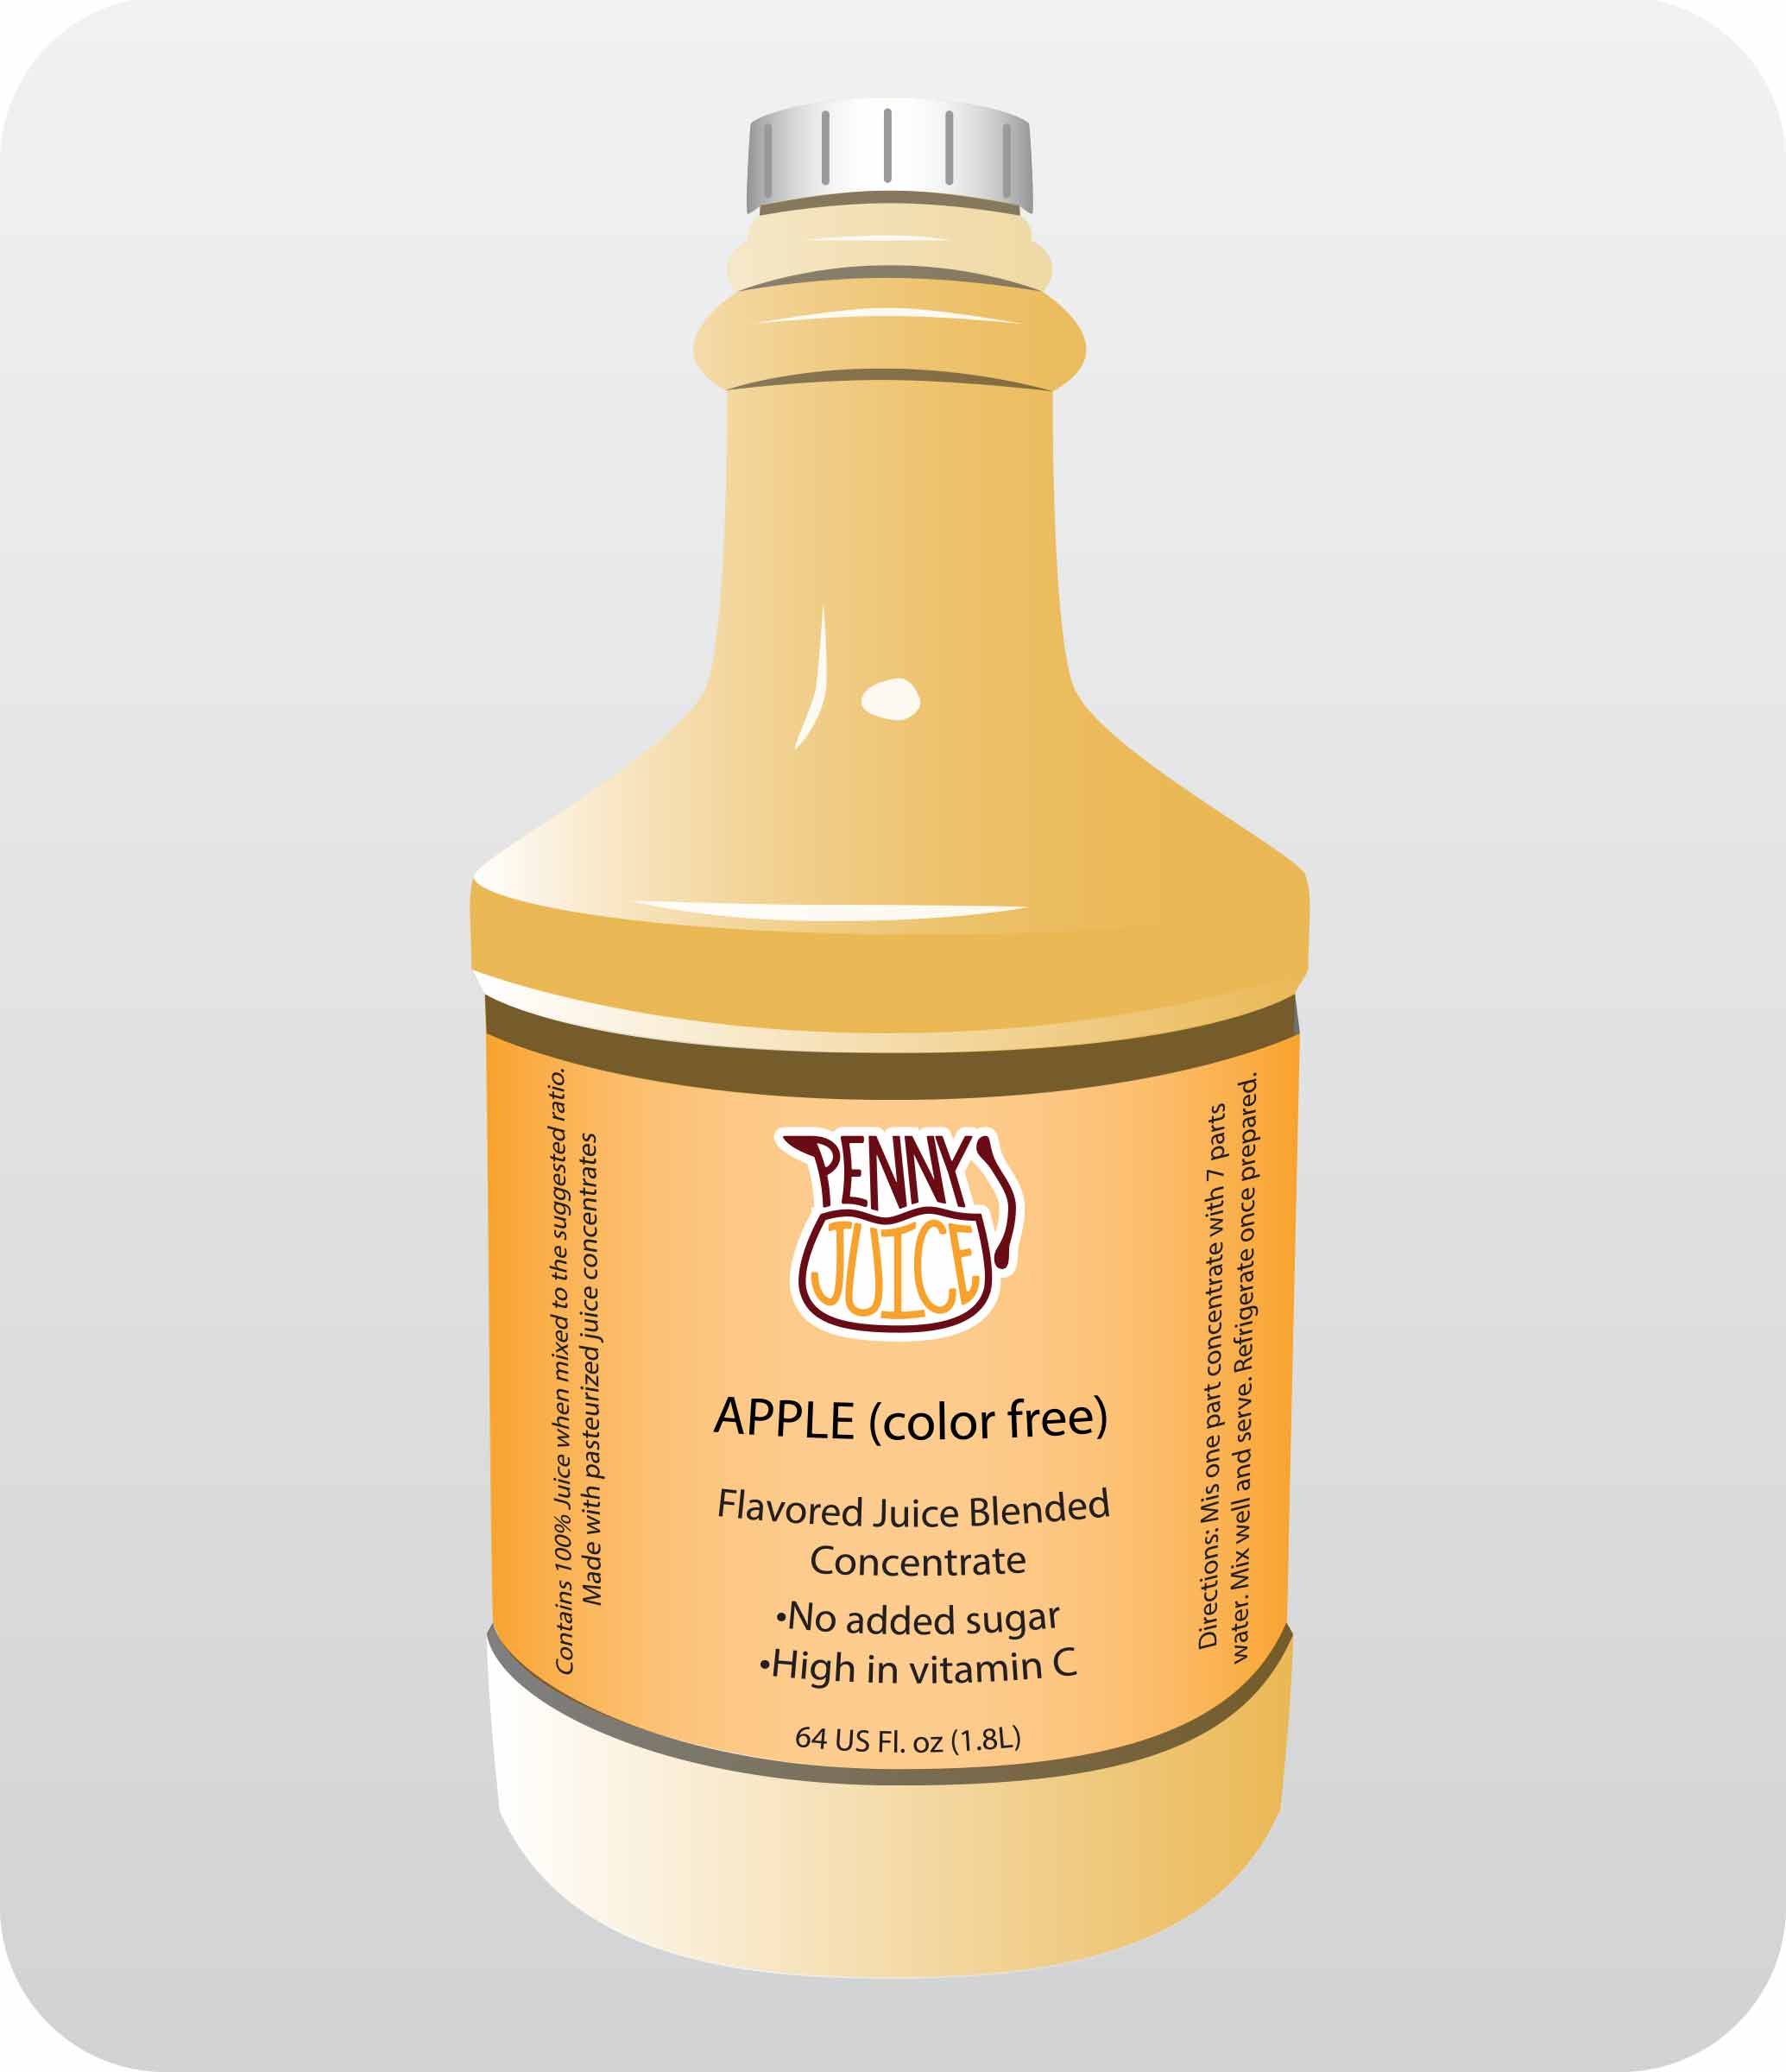 PENNY
JUICE
APPLE (color free)
Flavored Juice Blended
Concentrate
•No added sugar
•High in vitamin C
64 US Fl. oz (1.8L)
Contains 100% Juice when mixed to the suggested ratio.
Made with pasteurized juice concentrates
Directions: Mis one part concentrate with 7 parts
water. Mix well and serve. Refrigerate once prepared.